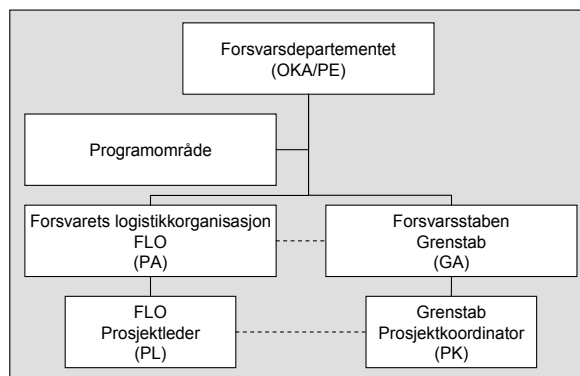 Forsvarsdepartementet
(OKA/PE)
Programområde
Forsvarets logistikkorganisasjon
FLO
(PA)
Forsvarsstaben
Grenstab
(GA)
FLO
Prosjektleder
(PL)
Grenstab
Prosjektkoordinator
(PK)